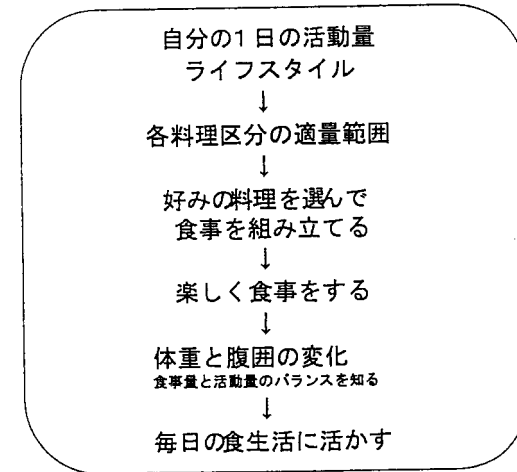 自分の1日の活動量
ライフスタイル
↓
各料理区分の適量範囲
↓
好みの料理を選んで
食事を組み立てる
↓
楽しく食事をする
↓
体重と腹囲の変化
食事量と活動量のバランスを知る
↓
毎日の食生活に活かす